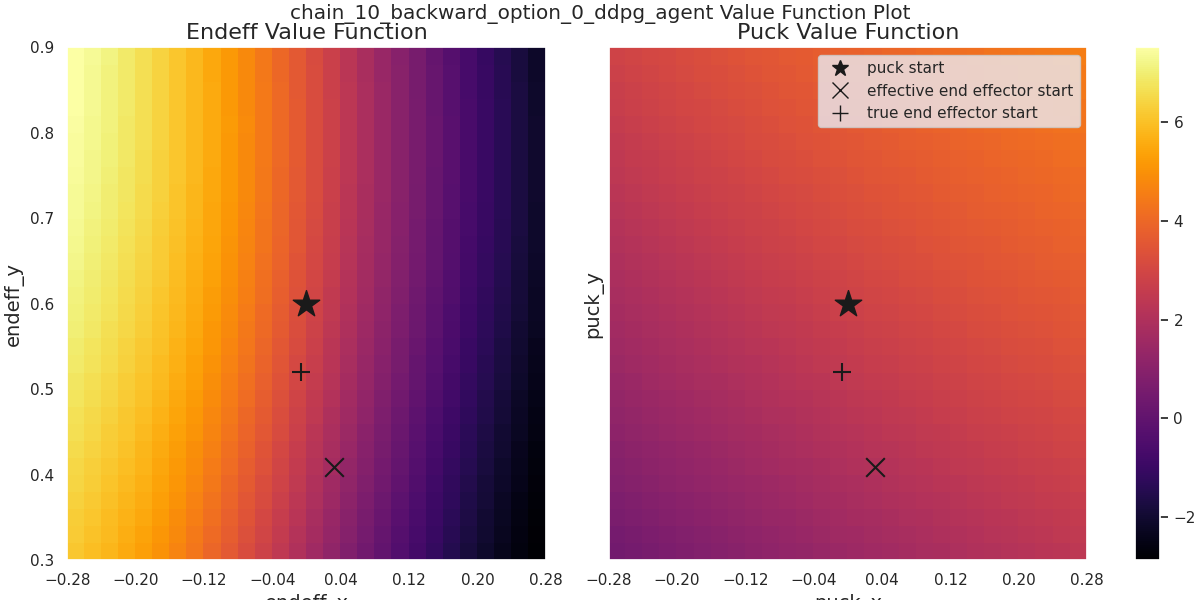 chain_10_backward_option_0_ddpg_agent Value Function Plot
Endeff Value Function
Puck Value Function
puck start
effective end effector start
true end effector start
endeff_y
0.9
0.8
0.7
0.6
0.5
0.4
0.3
−0.28 −0.20 −0.12 −0.04 0.04 0.12 0.20 0.28
endeff_x
puck_y
−0.28 −0.20 −0.12 −0.04 0.04 0.12 0.20 0.28
puck_x
6
4
2
0
−2